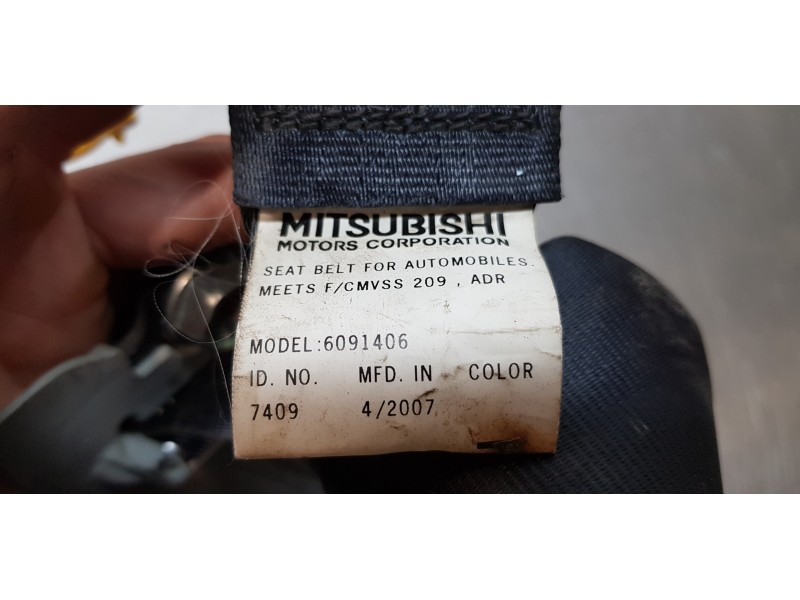 MITSUBISHI
MOTORS CORPORATION
SEAT BELT FOR AUTOMOBILES.
MEETS F/CMVSS 209 , ADR
MODEL:6091406
ID. NO. MFD. IN COLOR
7409 4/2007